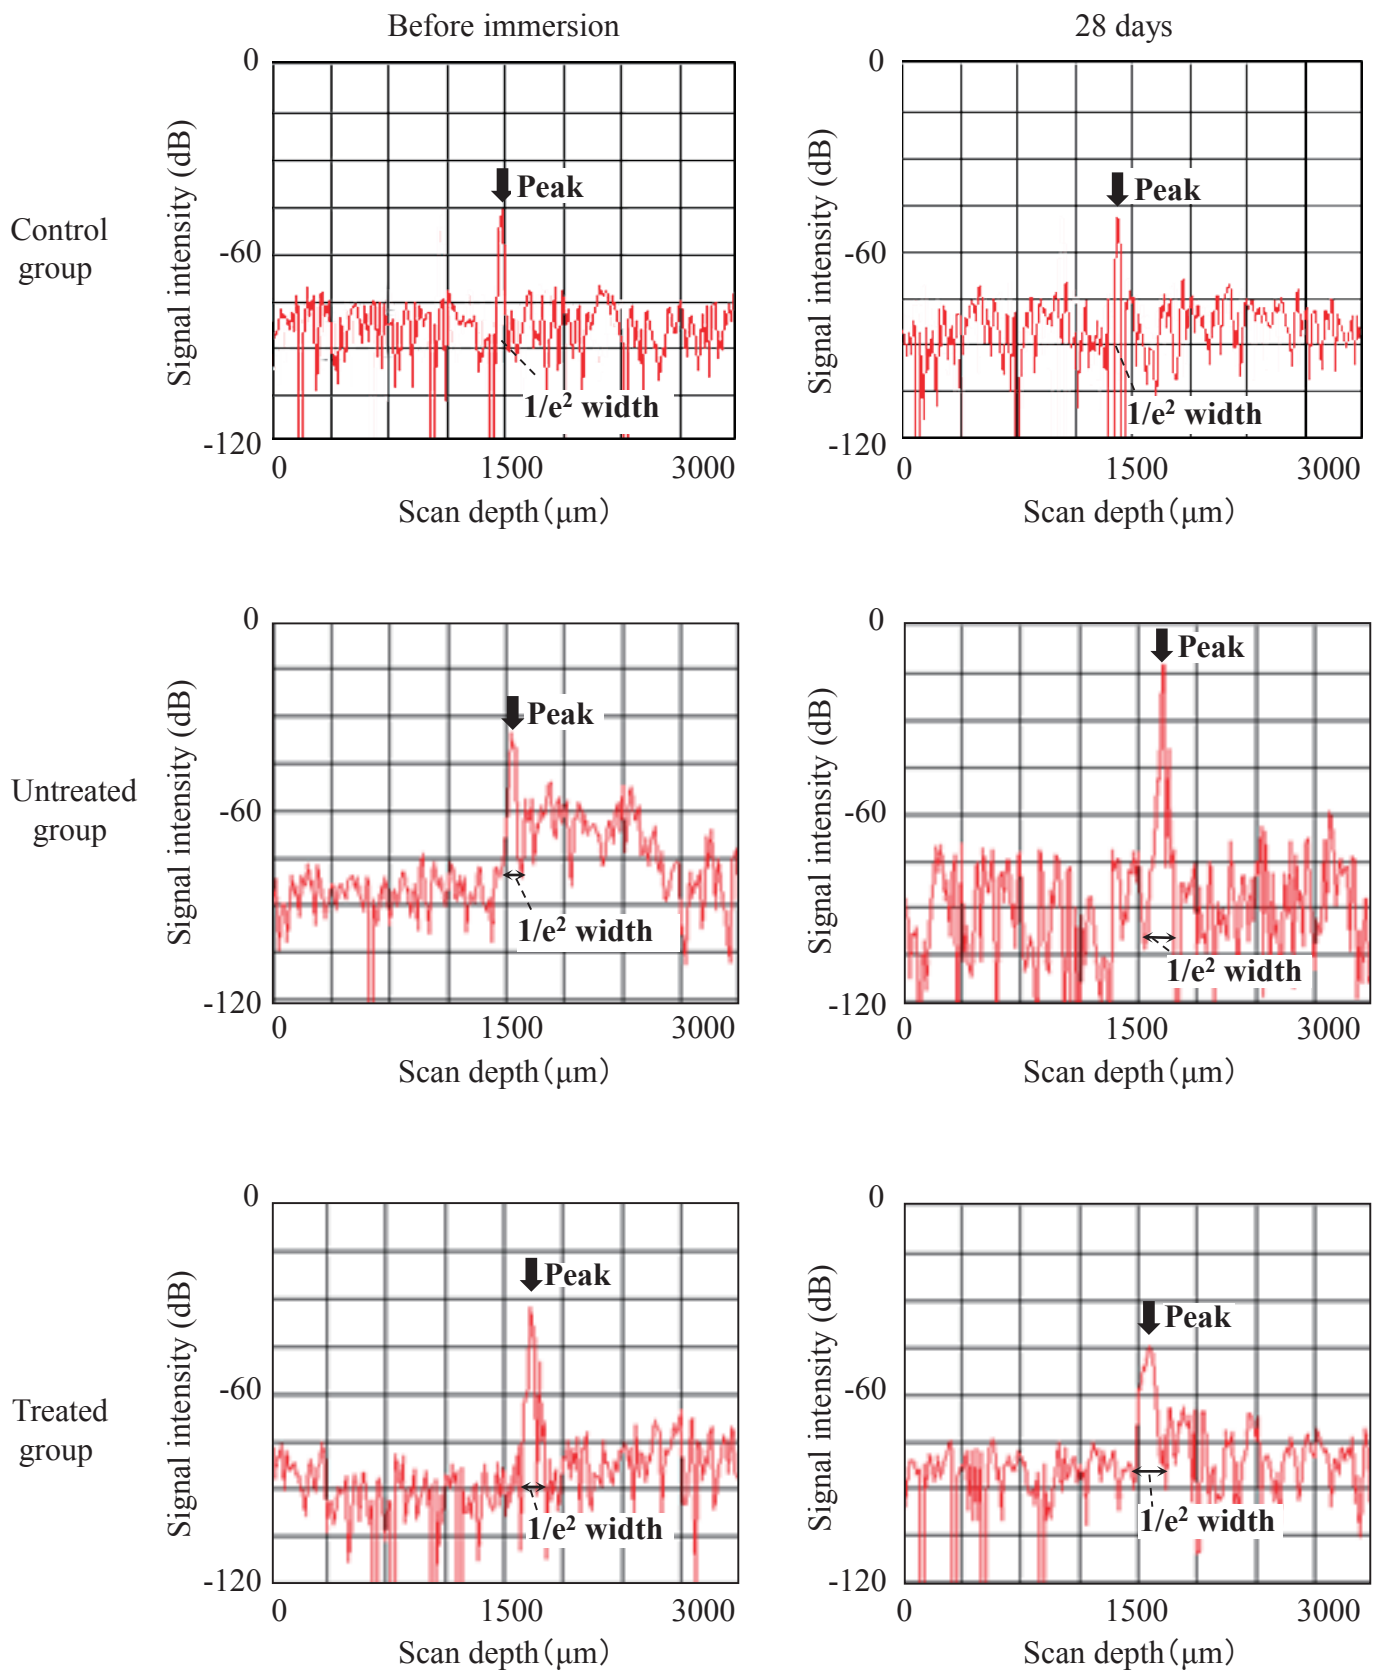 Before immersion
28 days
Control
group
0
-60
-120
Signal intensity (dB)
Peak
1/e² width
0 1500 3000
Scan depth(μm)
0
-60
-120
Signal intensity (dB)
Peak
1/e² width
0 1500 3000
Scan depth(μm)
Untreated
group
0
-60
-120
Signal intensity (dB)
Peak
1/e² width
0 1500 3000
Scan depth(μm)
0
-60
-120
Signal intensity (dB)
Peak
1/e² width
0 1500 3000
Scan depth(μm)
Treated
group
0
-60
-120
Signal intensity (dB)
Peak
1/e² width
0 1500 3000
Scan depth(μm)
0
-60
-120
Signal intensity (dB)
Peak
1/e² width
0 1500 3000
Scan depth(μm)